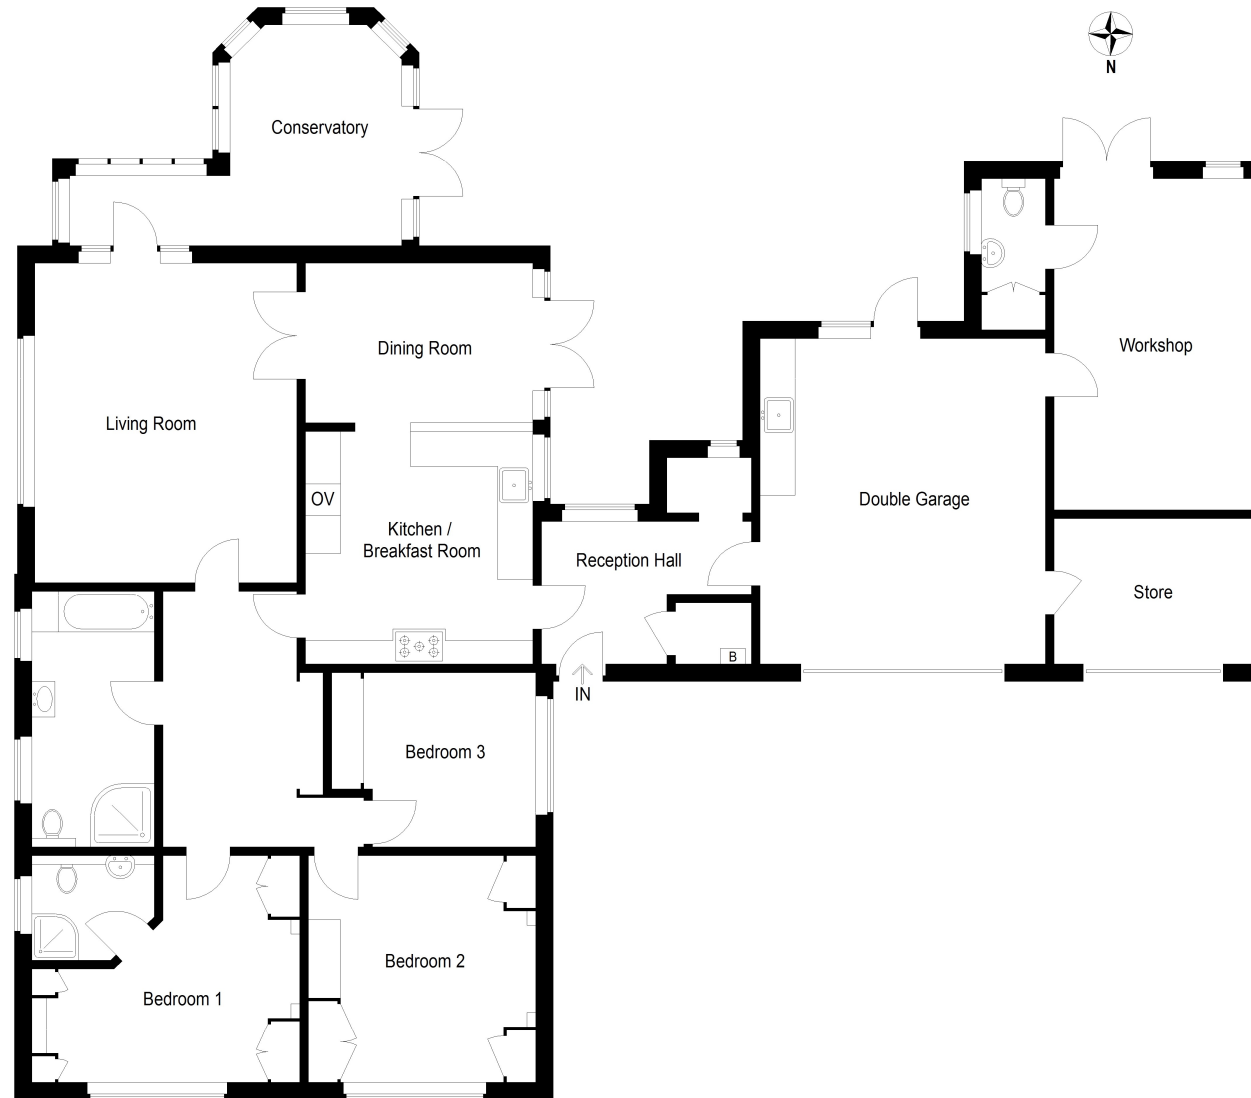 N
Conservatory
Dining Room
Workshop
Living Room
OV
Double Garage
Kitchen /
Breakfast Room
Reception Hall
Store
B
IN
Bedroom 3
Bedroom 2
Bedroom 1